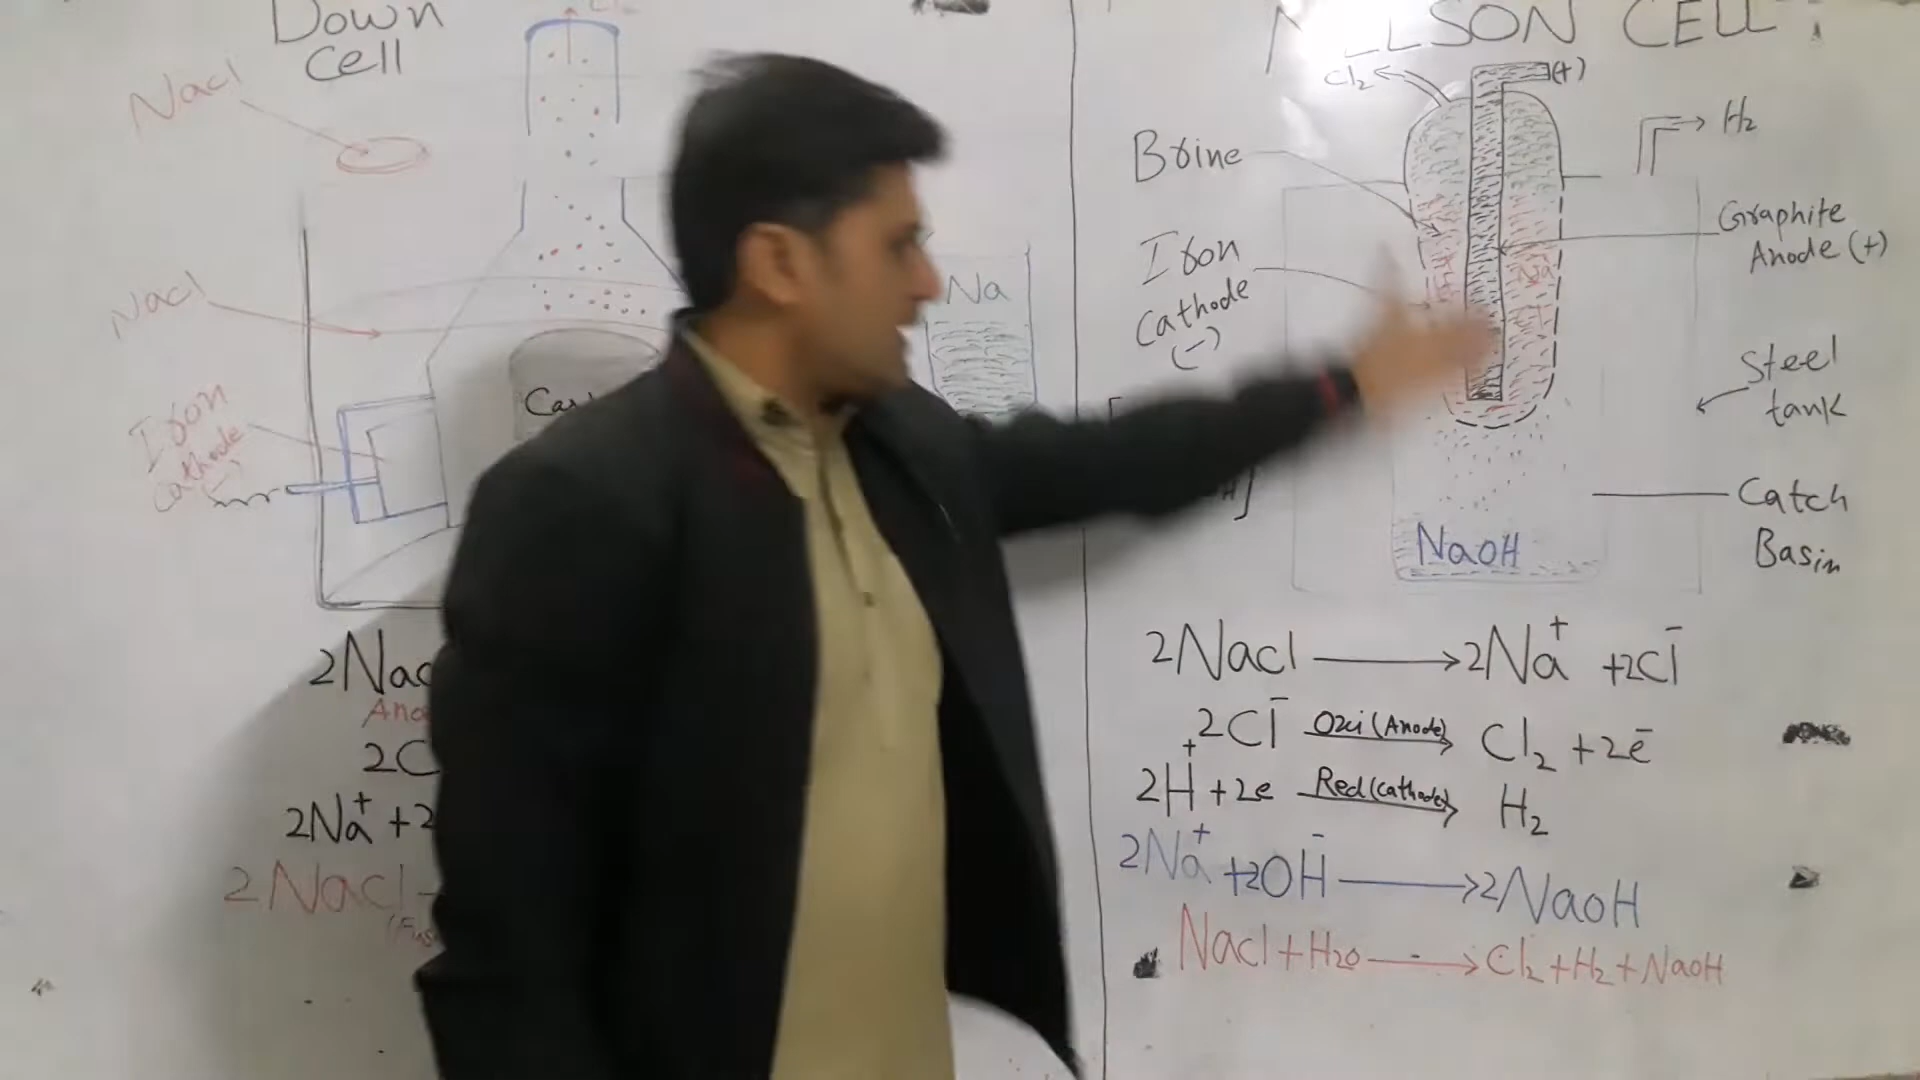 Down
Cell
Nacl
Nacl
Iron
Cathode
(-)
Na
2Nac
2C
2Na⁺ +2
2Nacl
NELSON CELL
Cl₂
(+)
H₂
Brine
Iron
Cathode
(-)
Graphite
Anode (+)
Na
Steel
tank
Catch
Basin
NaOH
2Nacl → 2Na⁺ +2Cl⁻
2Cl⁻ Oxi (Anode) → Cl₂ +2e⁻
2H⁺ +2e Red (Cathode) → H₂
2Na⁺ +2OH⁻ → 2NaOH
Nacl + H₂O → Cl₂ + H₂ + NaOH